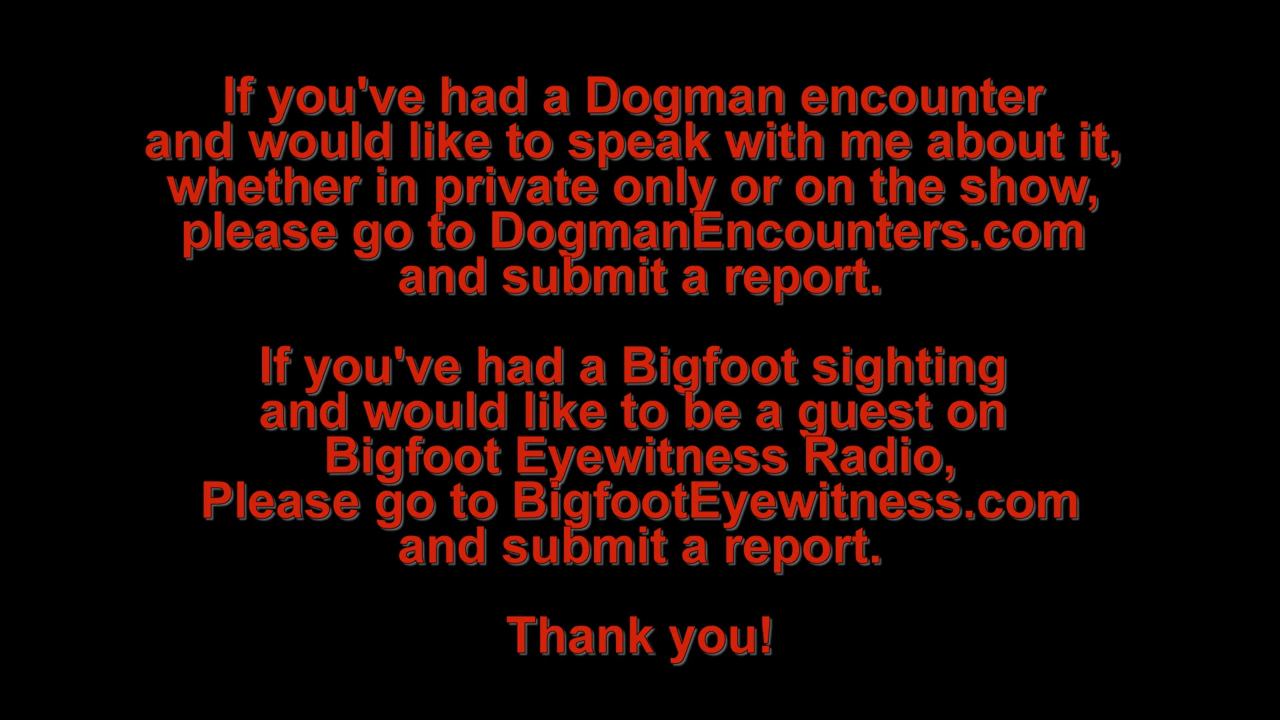 If you've had a Dogman encounter
and would like to speak with me about it,
whether in private only or on the show,
please go to DogmanEncounters.com
and submit a report.
If you've had a Bigfoot sighting
and would like to be a guest on
Bigfoot Eyewitness Radio,
Please go to BigfootEyewitness.com
and submit a report.
Thank you!